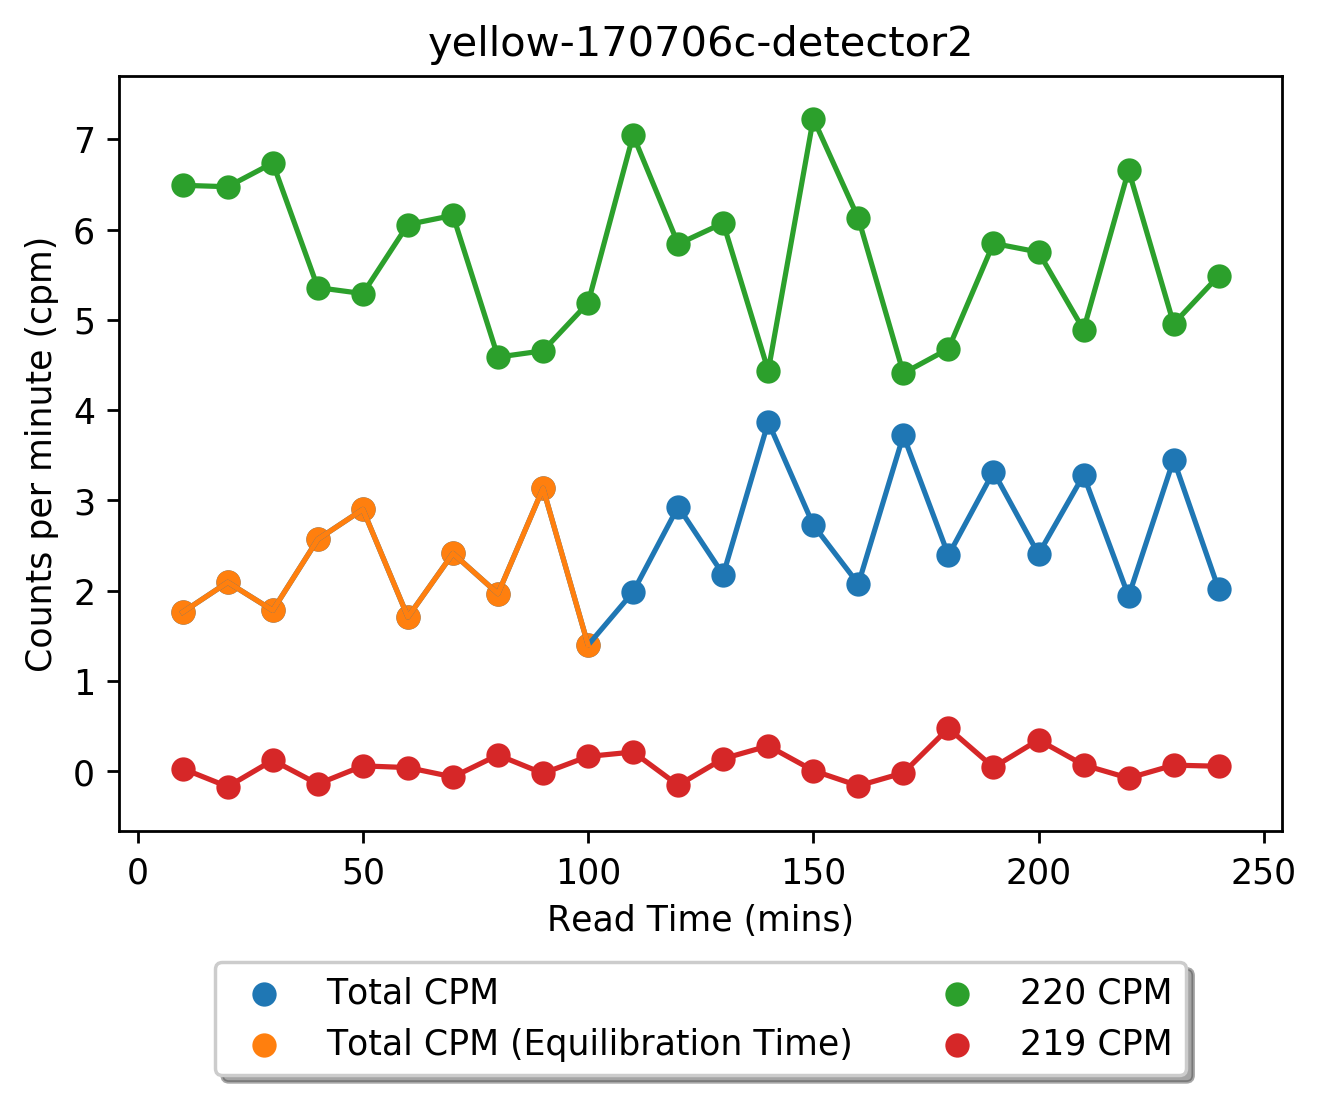 yellow-170706c-detector2
Counts per minute (cpm)
7
6
5
4
3
2
1
0
0 50 100 150 200 250
Read Time (mins)
Total CPM
Total CPM (Equilibration Time)
220 CPM
219 CPM